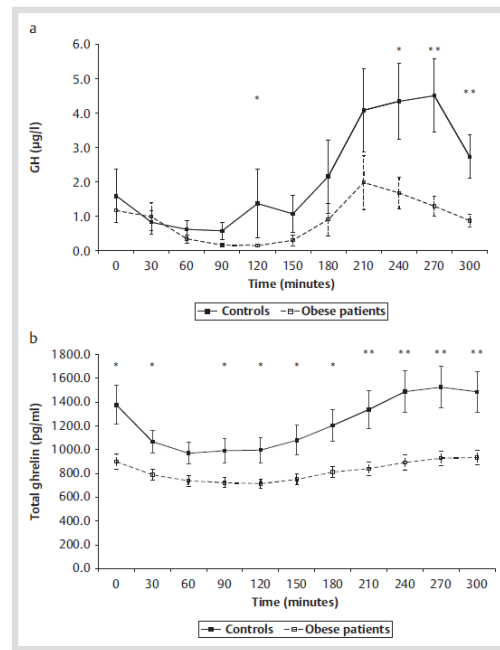 a
6.0
5.0
4.0
3.0
2.0
1.0
0.0
GH (µg/l)
* * **
*
**
0 30 60 90 120 150 180 210 240 270 300
Time (minutes)
Controls Obese patients
b
1800.0
1600.0
1400.0
1200.0
1000.0
800.0
600.0
400.0
200.0
0.0
Total ghrelin (pg/ml)
* * * * * * ** ** ** **
0 30 60 90 120 150 180 210 240 270 300
Time (minutes)
Controls Obese patients